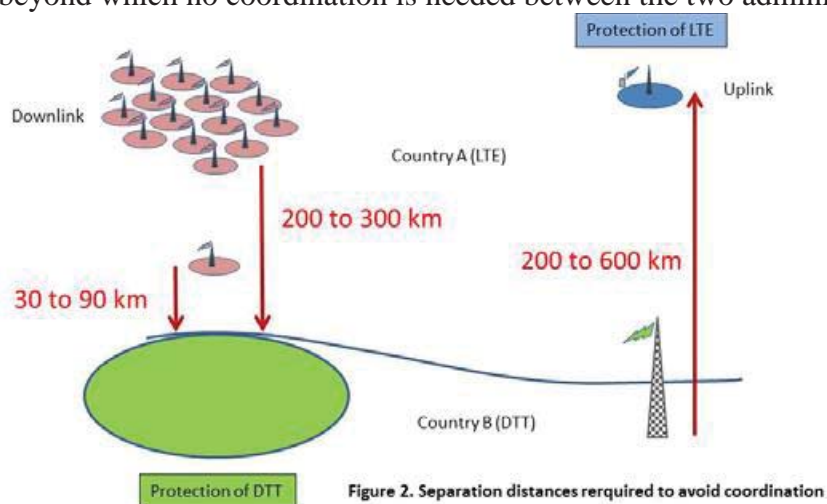 beyond which no coordination is needed between the two
Protection of LTE
Downlink
Uplink
Country A (LTE)
200 to 300 km
200 to 600 km
30 to 90 km
Country B (DTT)
Protection of DTT
Figure 2. Separation distances rerquired to avoid coordination